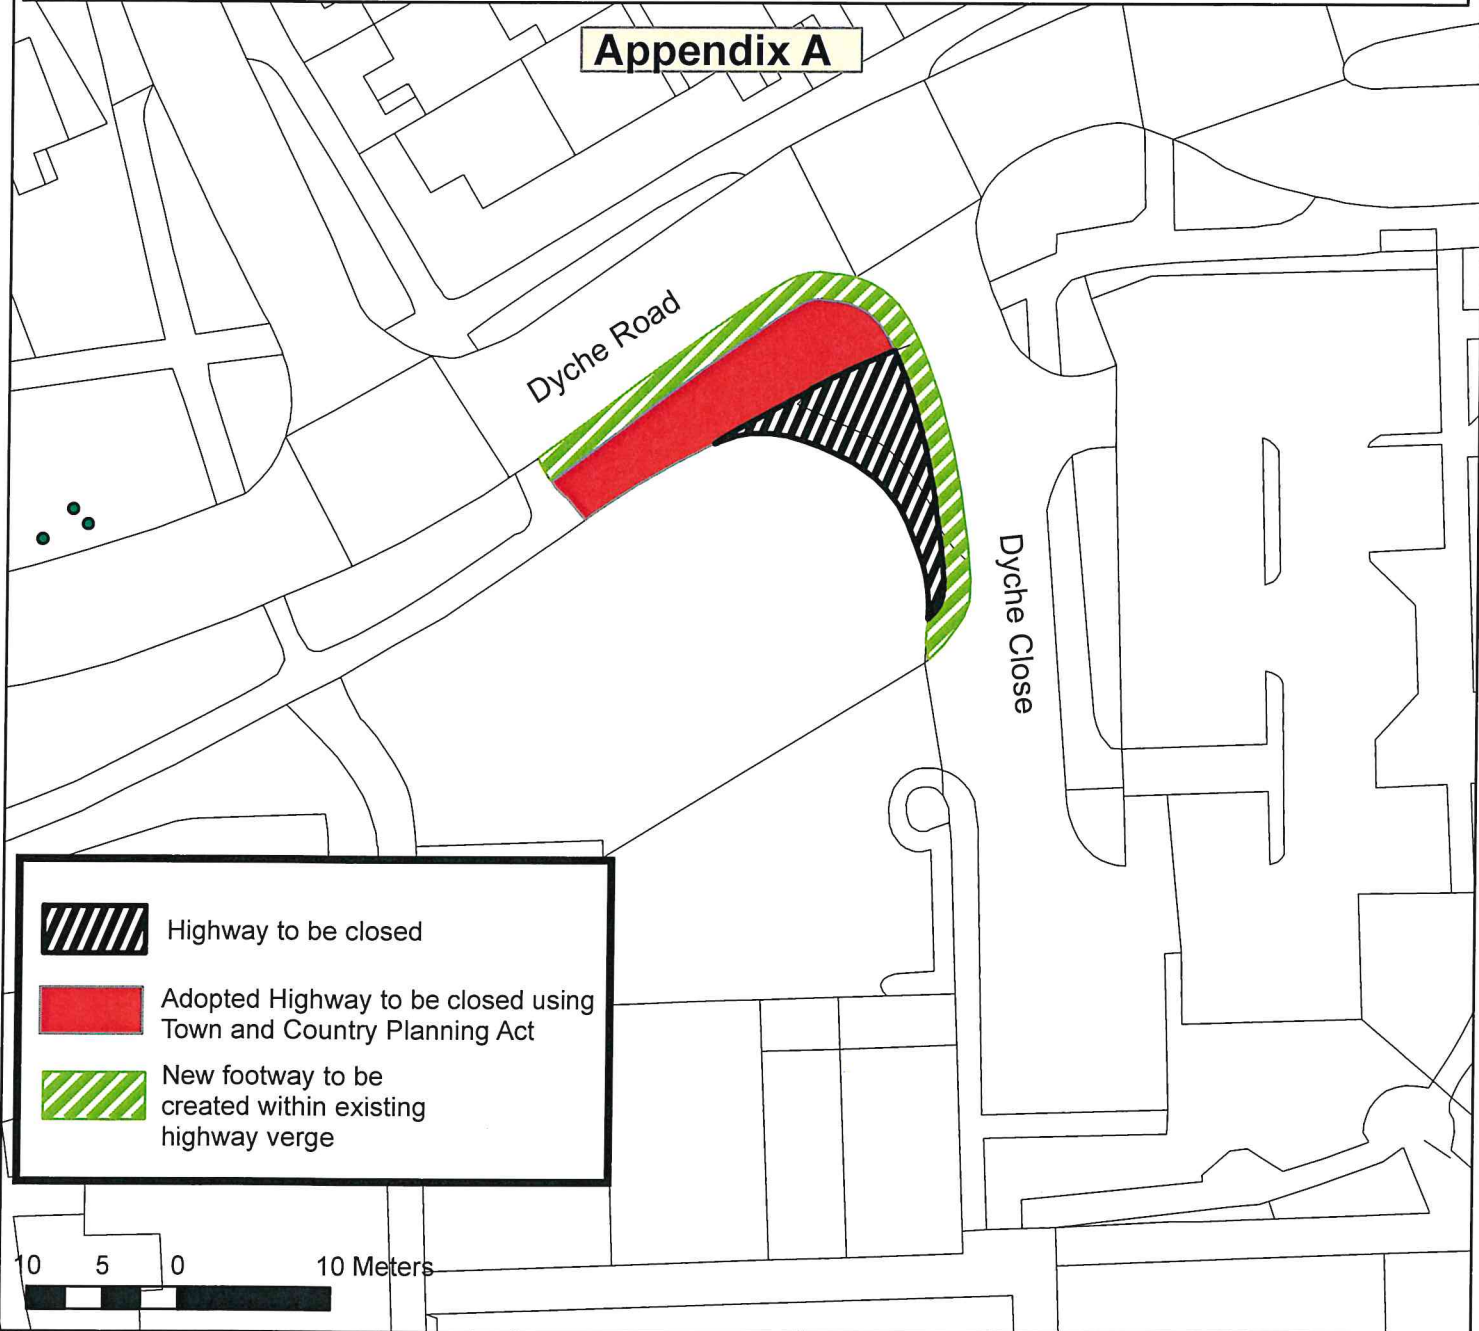 Appendix A
Dyche Road
Dyche Close
Highway to be closed
Adopted Highway to be closed using
Town and Country Planning Act
New footway to be
created within existing
highway verge
10 5 0 10 Meters